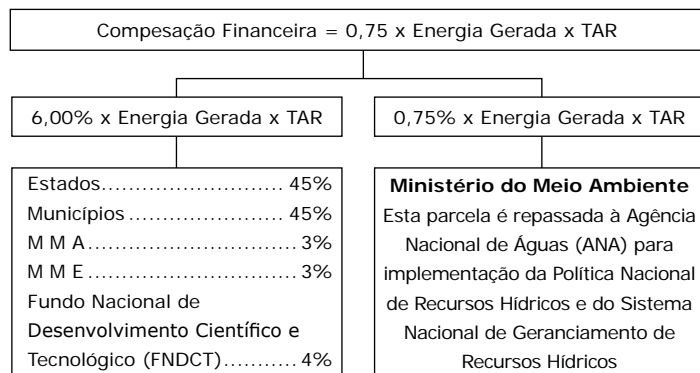 Compesação Financeira = 0,75 x Energia Gerada x TAR
6,00% x Energia Gerada x TAR
0,75% x Energia Gerada x TAR
Estados............................ 45%
Municípios ........................ 45%
M M A ............................... 3%
M M E ............................... 3%
Fundo Nacional de
Desenvolvimento Científico e
Tecnológico (FNDCT)........... 4%
Ministério do Meio Ambiente
Esta parcela é repassada à Agência
Nacional de Águas (ANA) para
implementação da Política Nacional
de Recursos Hídricos e do Sistema
Nacional de Geranciamento de
Recursos Hídricos